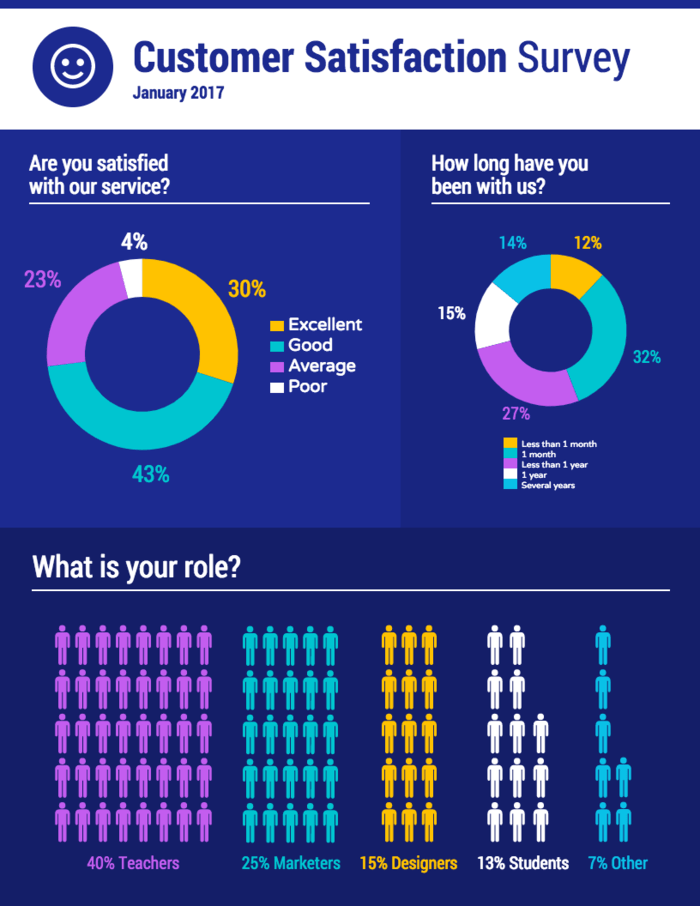 Customer Satisfaction Survey
January 2017
Are you satisfied
with our service?
4%
23%
30%
Excellent
Good
Average
Poor
43%
How long have you
been with us?
14%
12%
15%
32%
27%
Less than 1 month
1 month
Less than 1 year
1 year
Several years
What is your role?
40% Teachers
25% Marketers
15% Designers
13% Students
7% Other